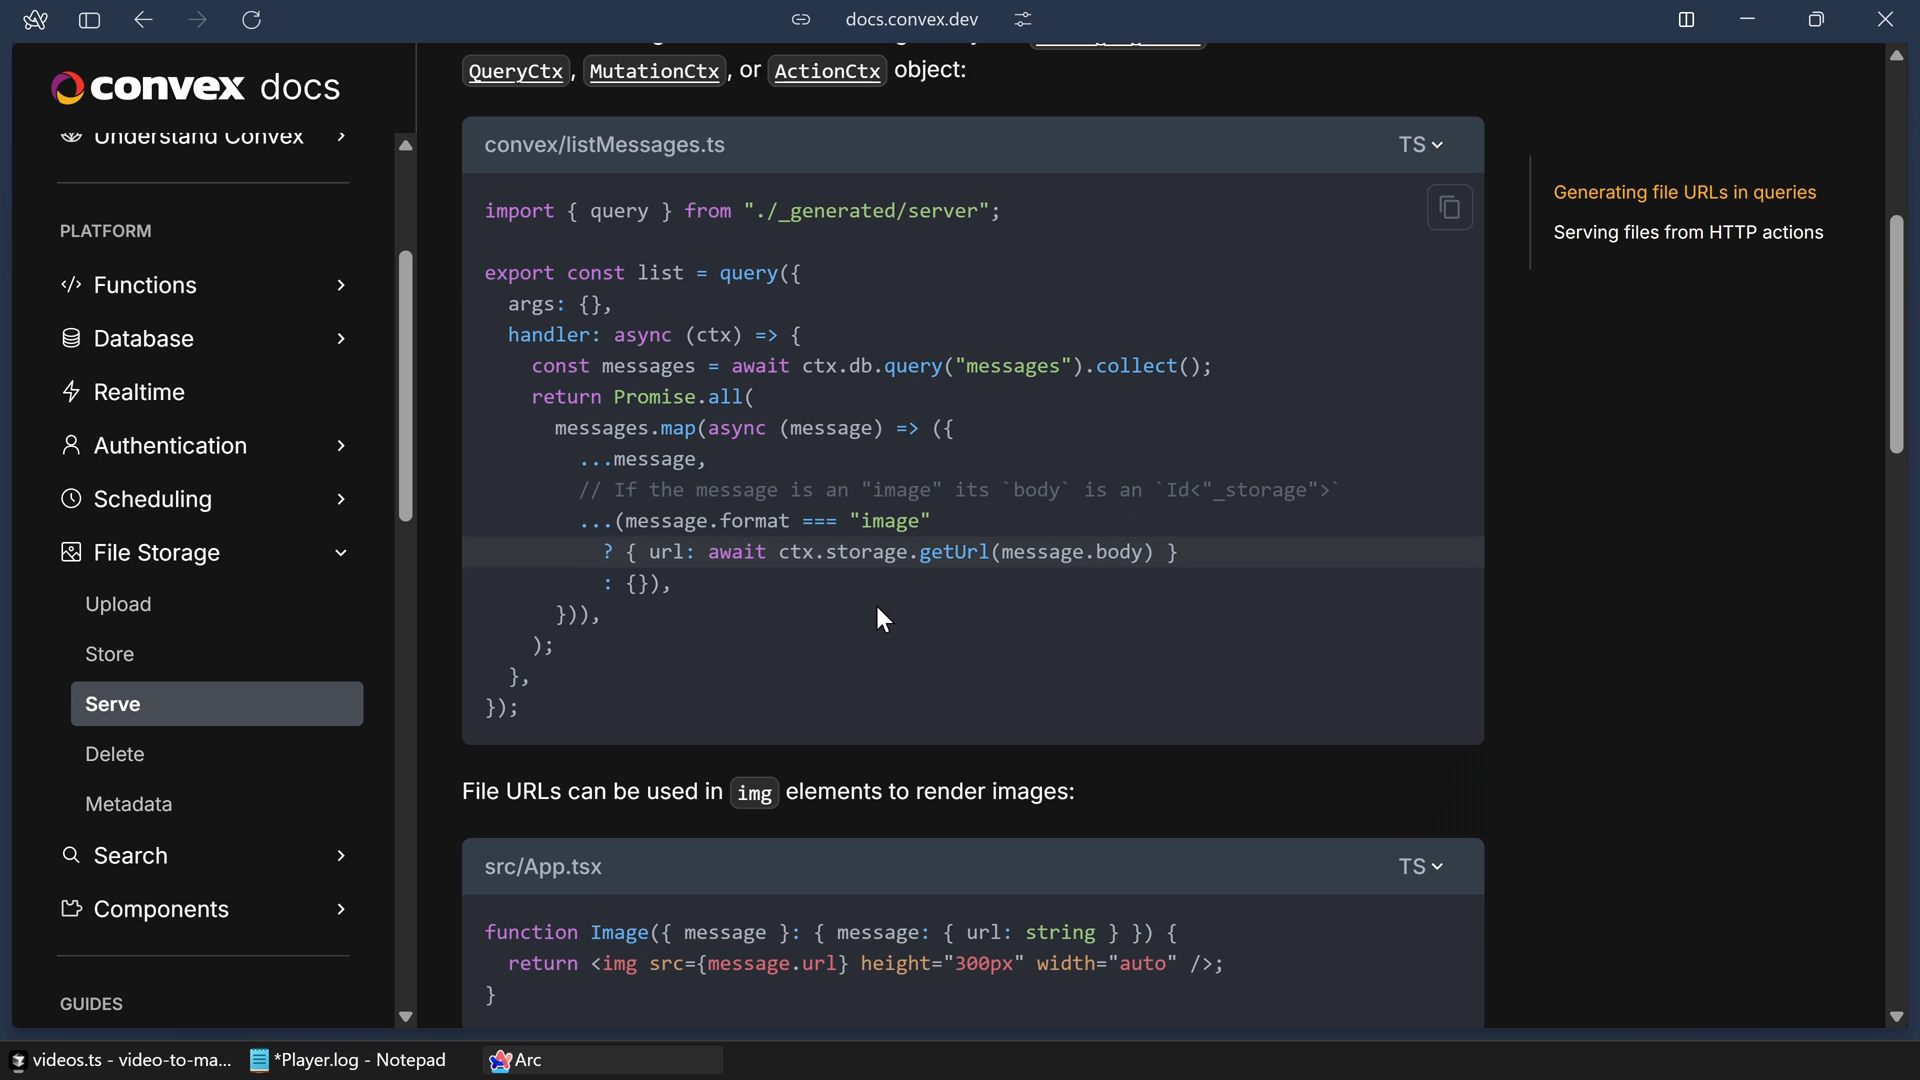 docs.convex.dev
convex docs
Understand Convex
PLATFORM
Functions
Database
Realtime
Authentication
Scheduling
File Storage
Upload
Store
Serve
Delete
Metadata
Search
Components
GUIDES
QueryCtx, MutationCtx, or ActionCtx object:
convex/listMessages.ts
TS
import { query } from "./_generated/server";
export const list = query({
args: {},
handler: async (ctx) => {
const messages = await ctx.db.query("messages").collect();
return Promise.all(
messages.map(async (message) => ({
...message,
// If the message is an "image" its `body` is an `Id<"_storage">`
...(message.format === "image"
? { url: await ctx.storage.getUrl(message.body) }
: {}),
})),
);
},
});
File URLs can be used in img elements to render images:
src/App.tsx
TS
function Image({ message }: { message: { url: string } }) {
return <img src={message.url} height="300px" width="auto" />;
}
Generating file URLs in queries
Serving files from HTTP actions
videos.ts - video-to-ma...
*Player.log - Notepad
Arc